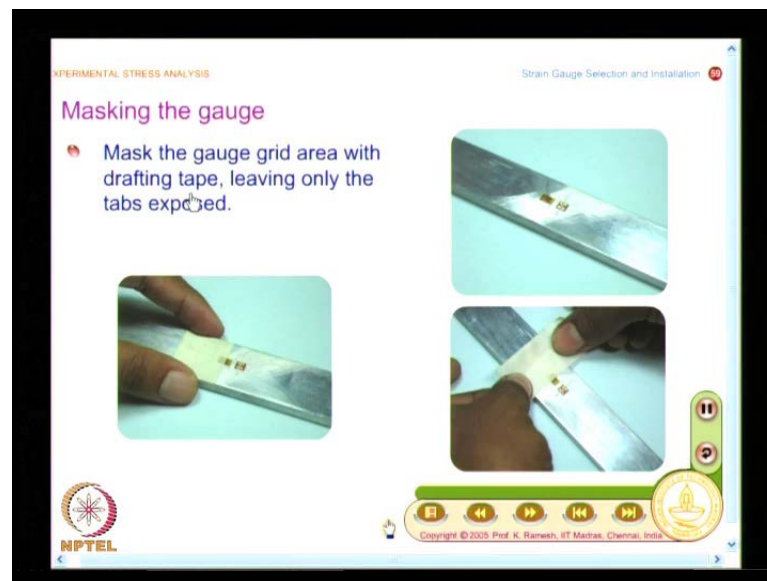 XPERIMENTAL STRESS ANALYSIS
Strain Gauge Selection and Installation 59
Masking the gauge
Mask the gauge grid area with
drafting tape, leaving only the
tabs exposed.
NPTEL
Copyright © 2005 Prof. K. Ramesh, IIT Madras, Chennai, India